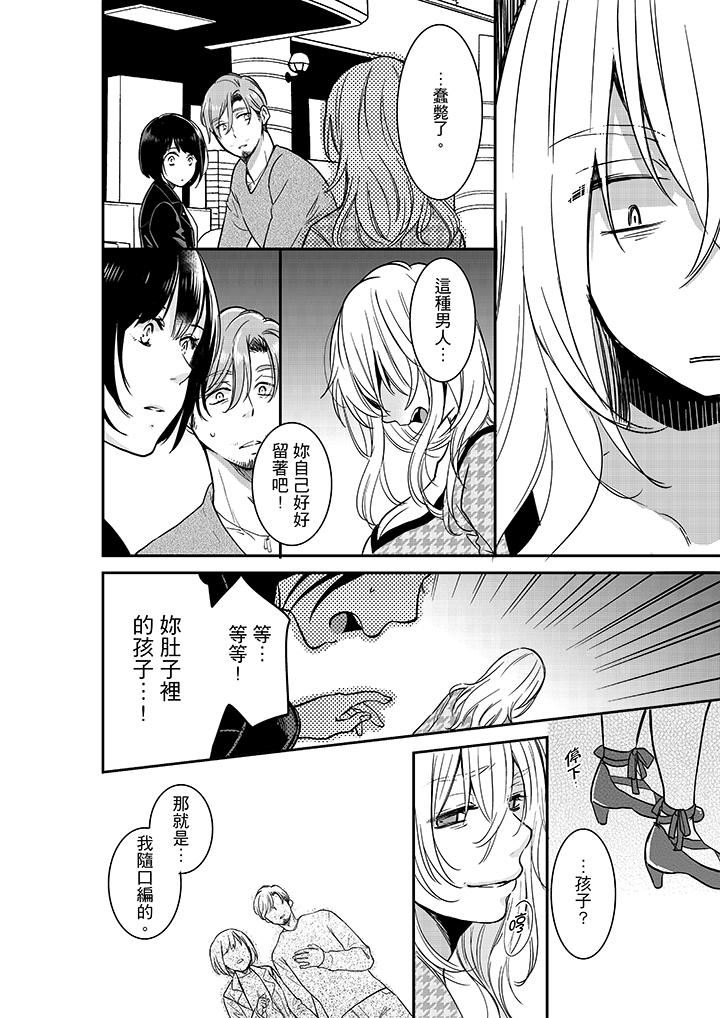 …蠢斃了。
這種男人…
妳自己好好
留著吧！
等…
等等！
妳肚子裡
的孩子…！
停下
…孩子？
哼
那就是…
我隨口編的。